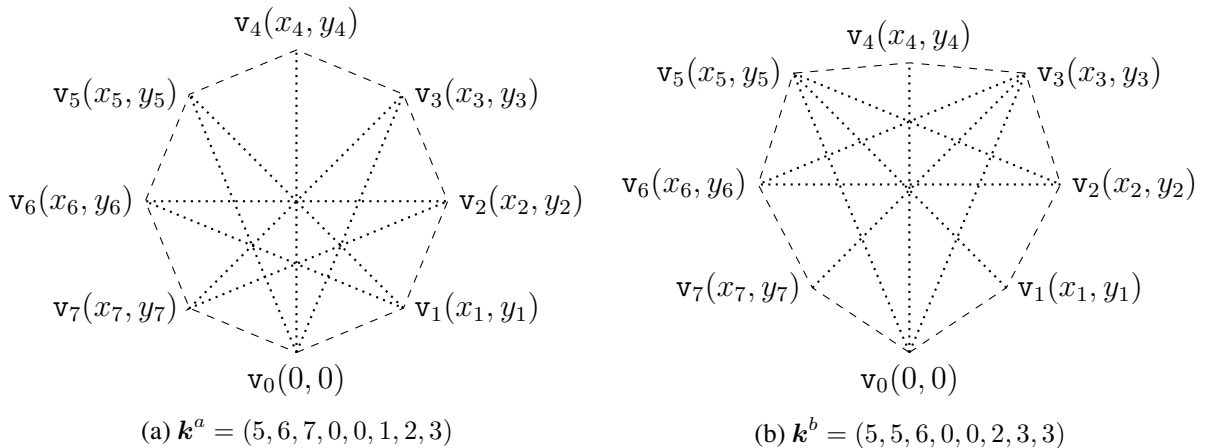 v₄(x₄, y₄)
v₅(x₅, y₅)
v₃(x₃, y₃)
v₆(x₆, y₆)
v₂(x₂, y₂)
v₇(x₇, y₇)
v₁(x₁, y₁)
v₀(0, 0)
(a) kᵃ = (5, 6, 7, 0, 0, 1, 2, 3)
v₄(x₄, y₄)
v₅(x₅, y₅)
v₃(x₃, y₃)
v₆(x₆, y₆)
v₂(x₂, y₂)
v₇(x₇, y₇)
v₁(x₁, y₁)
v₀(0, 0)
(b) kᵇ = (5, 5, 6, 0, 0, 2, 3, 3)